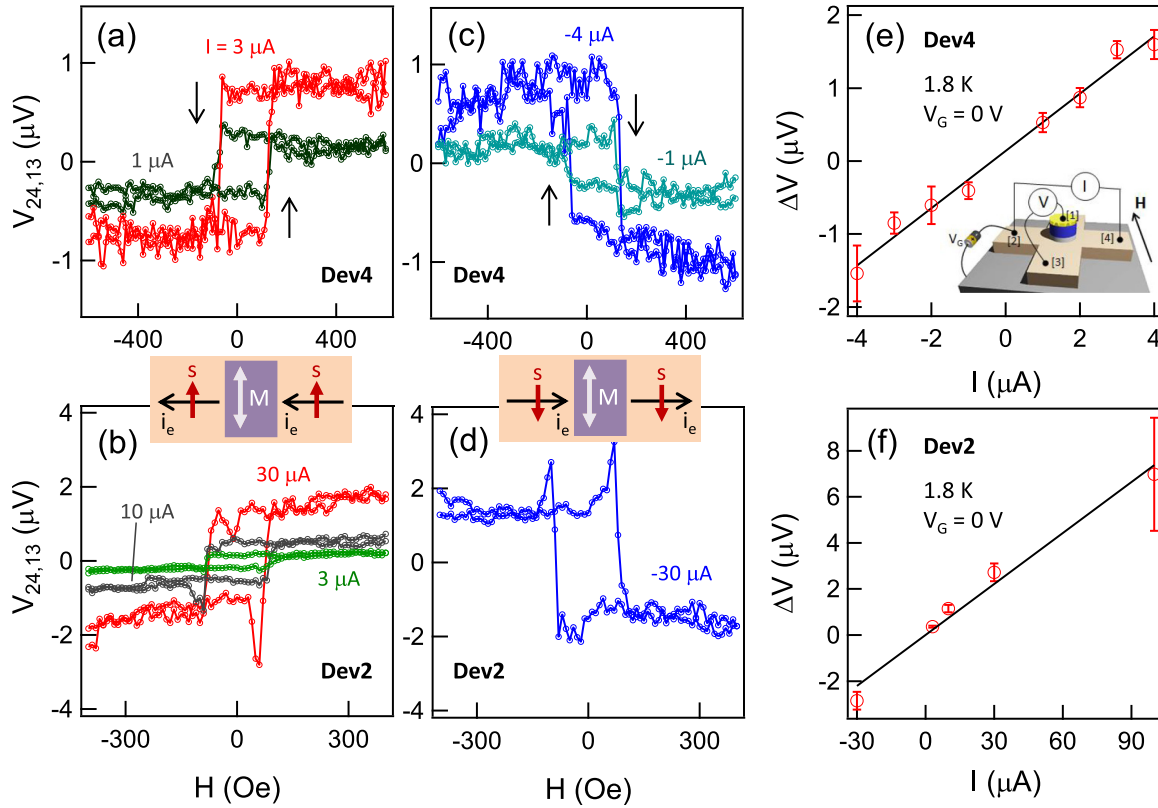 (a)
I = 3 µA
1 µA
Dev4
V24,13 (µV)
1
0
-1
-400
0
400
(c)
-4 µA
-1 µA
Dev4
1
0
-1
-400
0
400
(e)
Dev4
1.8 K
VG = 0 V
ΔV (µV)
2
1
0
-1
-2
I
V
[1]
[2]
[3]
[4]
VG
H
-4
-2
0
2
4
I (µA)
s
M
s
ie
ie
s
M
s
ie
ie
(b)
30 µA
10 µA
3 µA
Dev2
V24,13 (µV)
4
2
0
-2
-4
-300
0
300
H (Oe)
(d)
-30 µA
Dev2
4
2
0
-2
-4
-300
0
300
H (Oe)
(f)
Dev2
1.8 K
VG = 0 V
ΔV (µV)
8
6
4
2
0
-2
-30
30
90
I (µA)